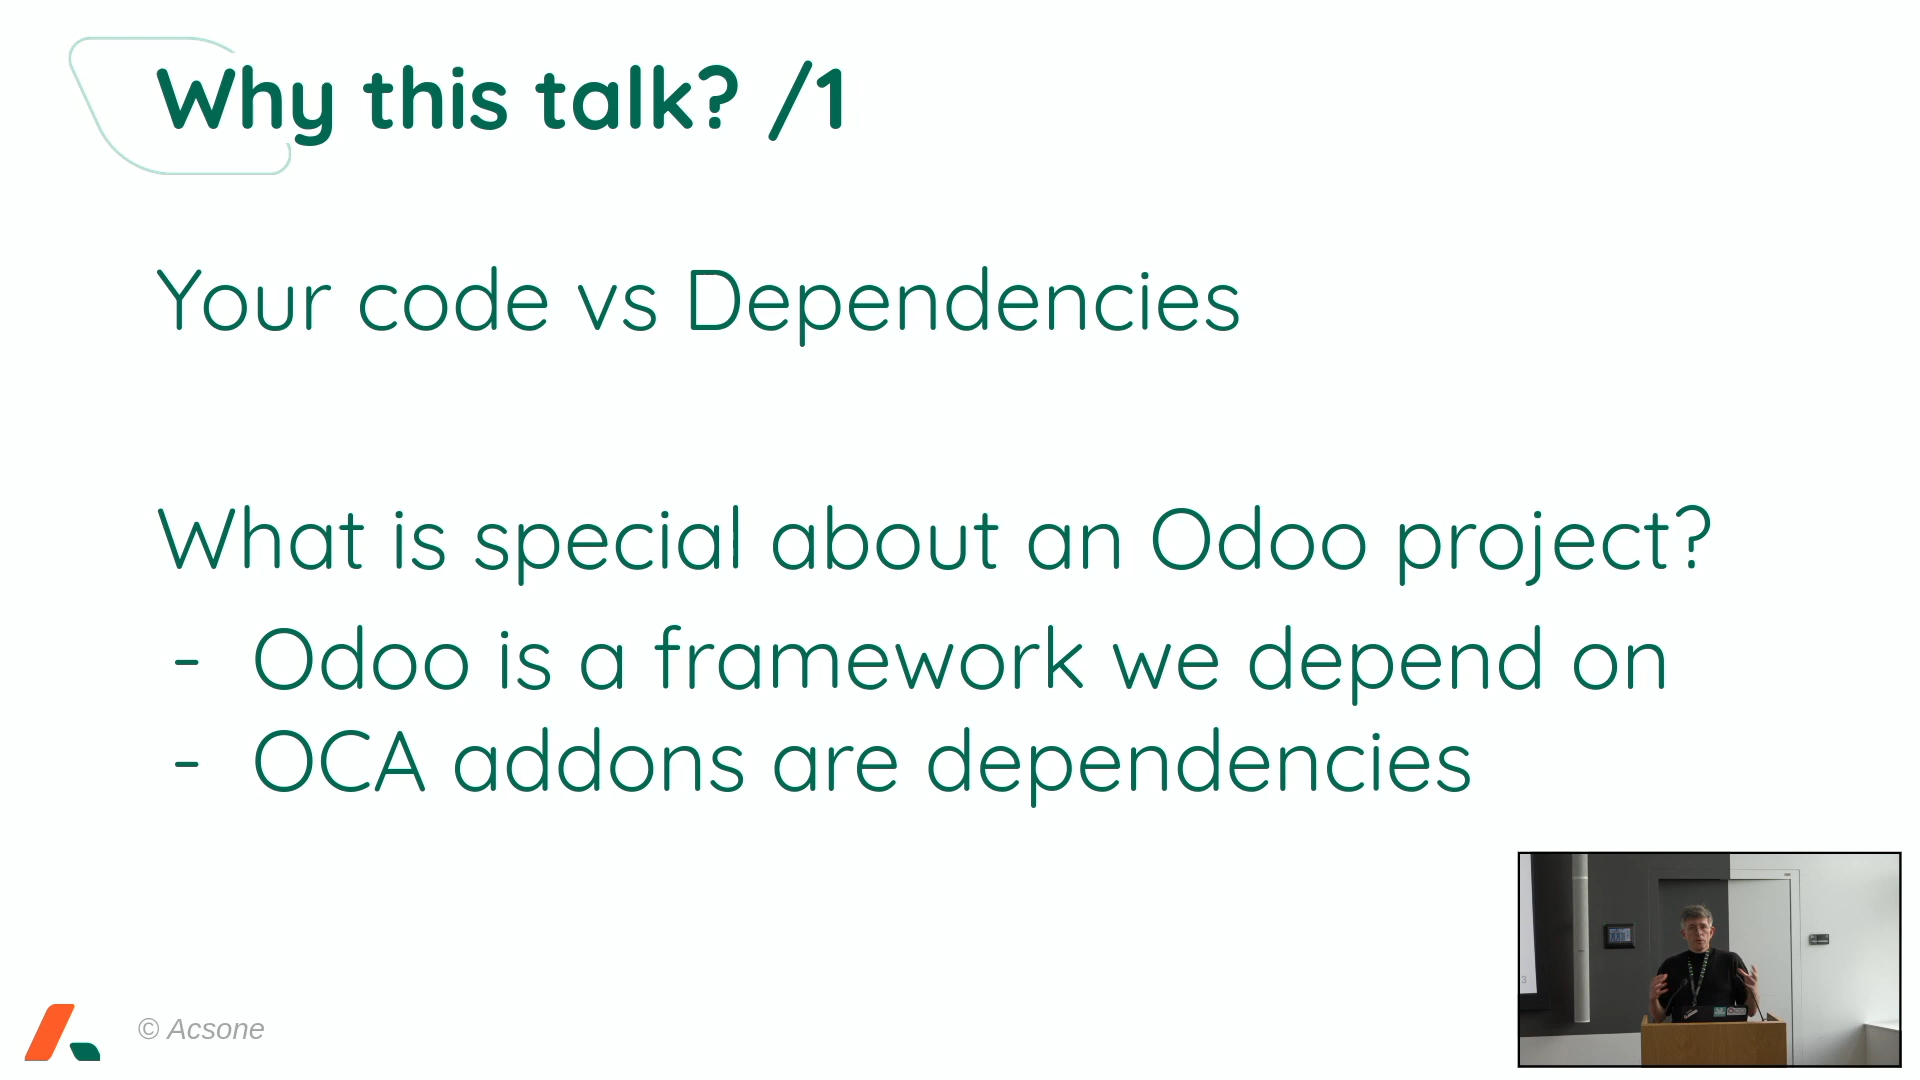 Why this talk? /1
Your code vs Dependencies
What is special about an Odoo project?
- Odoo is a framework we depend on
- OCA addons are dependencies
© Acsone
3